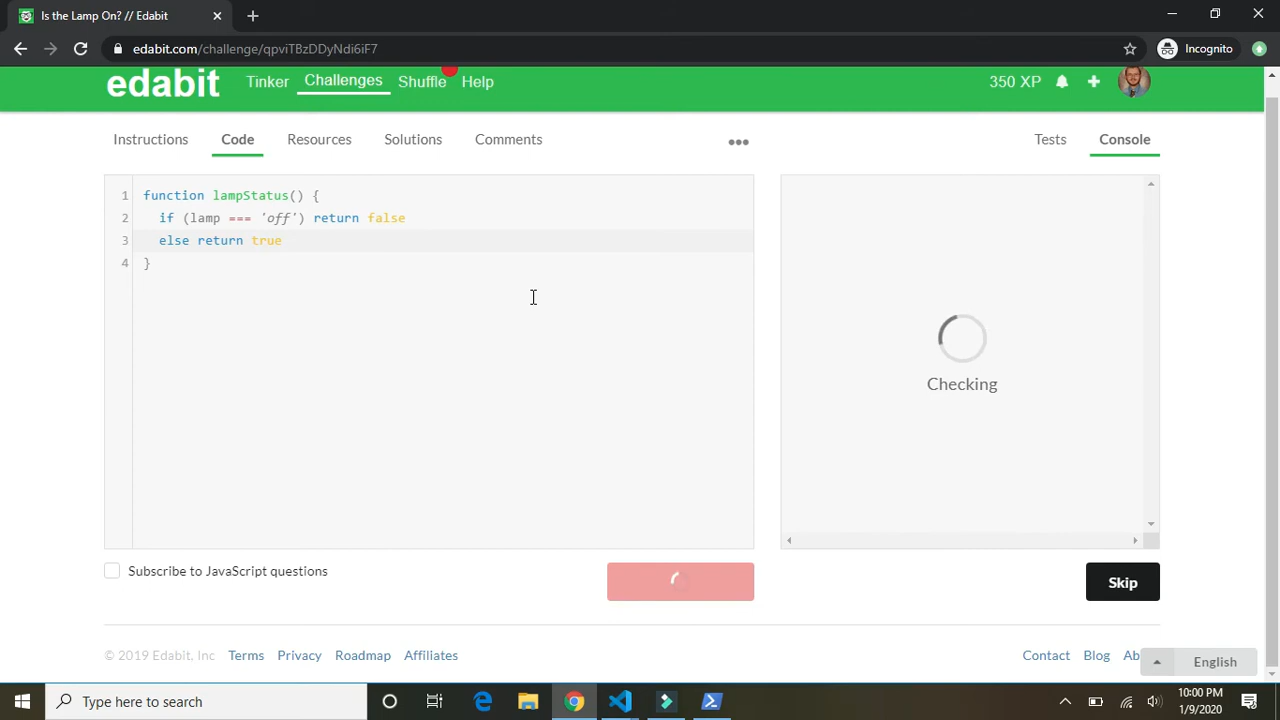 Is the Lamp On? // Edabit
edabit.com/challenge/qpviTBzDDyNdi6iF7
Incognito
edabit Tinker Challenges Shuffle Help 350 XP
Instructions Code Resources Solutions Comments Tests Console
1 function lampStatus() {
2 if (lamp === 'off') return false
3 else return true
4 }
Checking
Subscribe to JavaScript questions
Skip
© 2019 Edabit, Inc Terms Privacy Roadmap Affiliates Contact Blog Ab
English
Type here to search
10:00 PM
1/9/2020